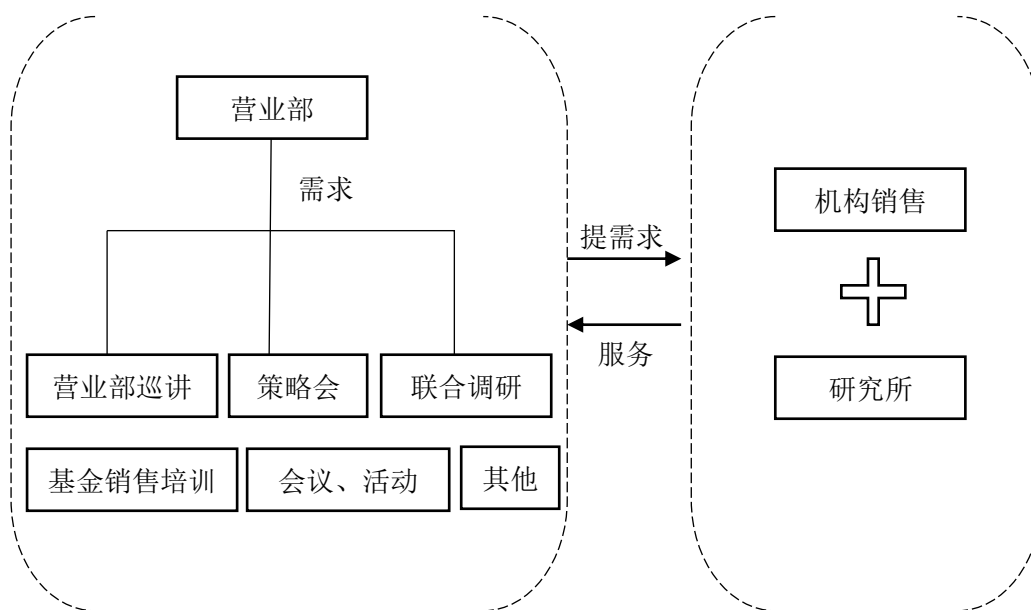 营业部
需求
机构销售
提需求
服务
营业部巡讲
策略会
联合调研
研究所
基金销售培训
会议、活动
其他